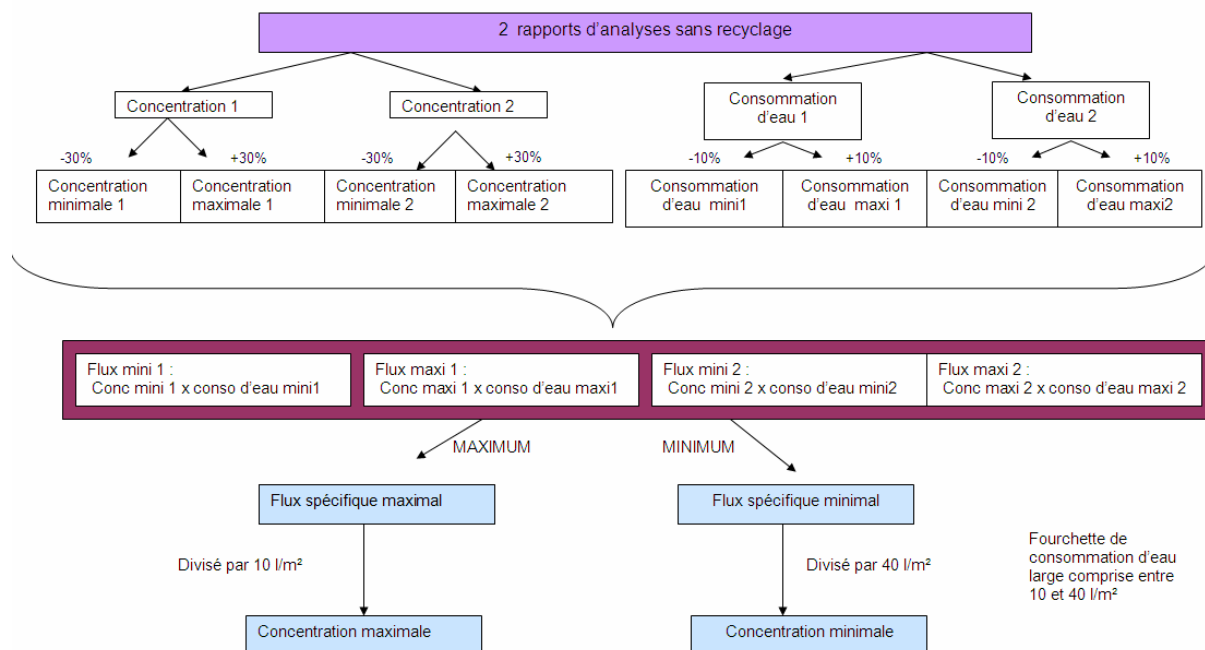 2 rapports d'analyses sans recyclage
Concentration 1
Concentration 2
Consommation
d'eau 1
Consommation
d'eau 2
-30%
+30%
-30%
+30%
-10%
+10%
-10%
+10%
Concentration
minimale 1
Concentration
maximale 1
Concentration
minimale 2
Concentration
maximale 2
Consommation
d'eau mini1
Consommation
d'eau maxi 1
Consommation
d'eau mini 2
Consommation
d'eau maxi2
Flux mini 1 :
Conc mini 1 x conso d'eau mini1
Flux maxi 1 :
Conc maxi 1 x conso d'eau maxi1
Flux mini 2 :
Conc mini 2 x conso d'eau mini2
Flux maxi 2 :
Conc maxi 2 x conso d'eau maxi 2
MAXIMUM
MINIMUM
Flux spécifique maximal
Flux spécifique minimal
Divisé par 10 l/m²
Divisé par 40 l/m²
Fourchette de
consommation d'eau
large comprise entre
10 et 40 l/m²
Concentration maximale
Concentration minimale